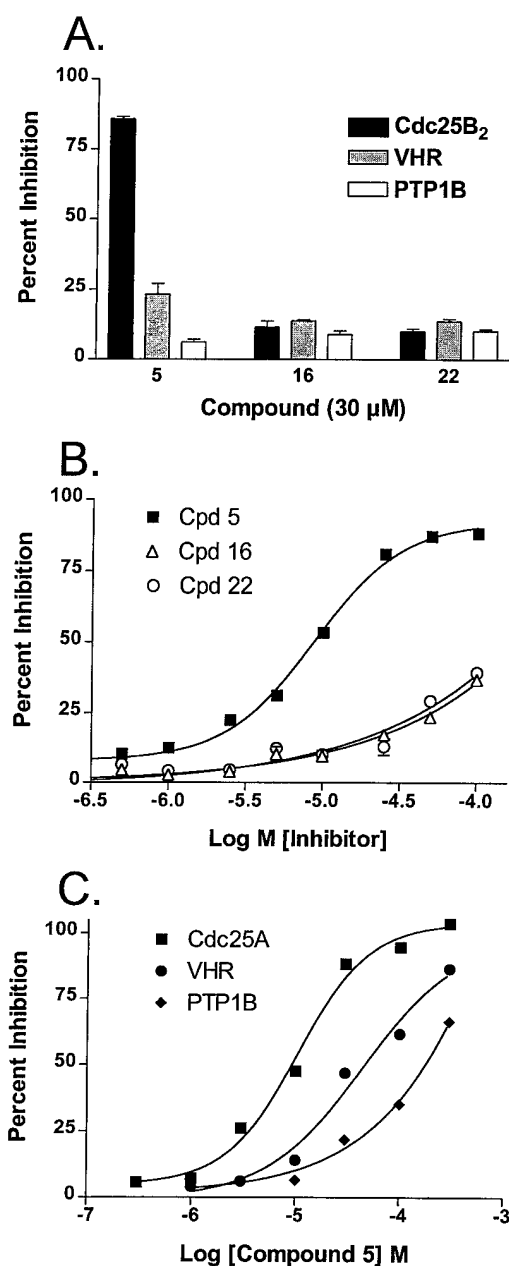 A.
100
75
50
25
0
Percent Inhibition
Cdc25B₂
VHR
PTP1B
5 16 22
Compound (30 µM)
B.
100
75
50
25
0
Percent Inhibition
Cpd 5
Cpd 16
Cpd 22
-6.5 -6.0 -5.5 -5.0 -4.5 -4.0
Log M [Inhibitor]
C.
100
75
50
25
0
Percent Inhibition
Cdc25A
VHR
PTP1B
-7 -6 -5 -4 -3
Log [Compound 5] M